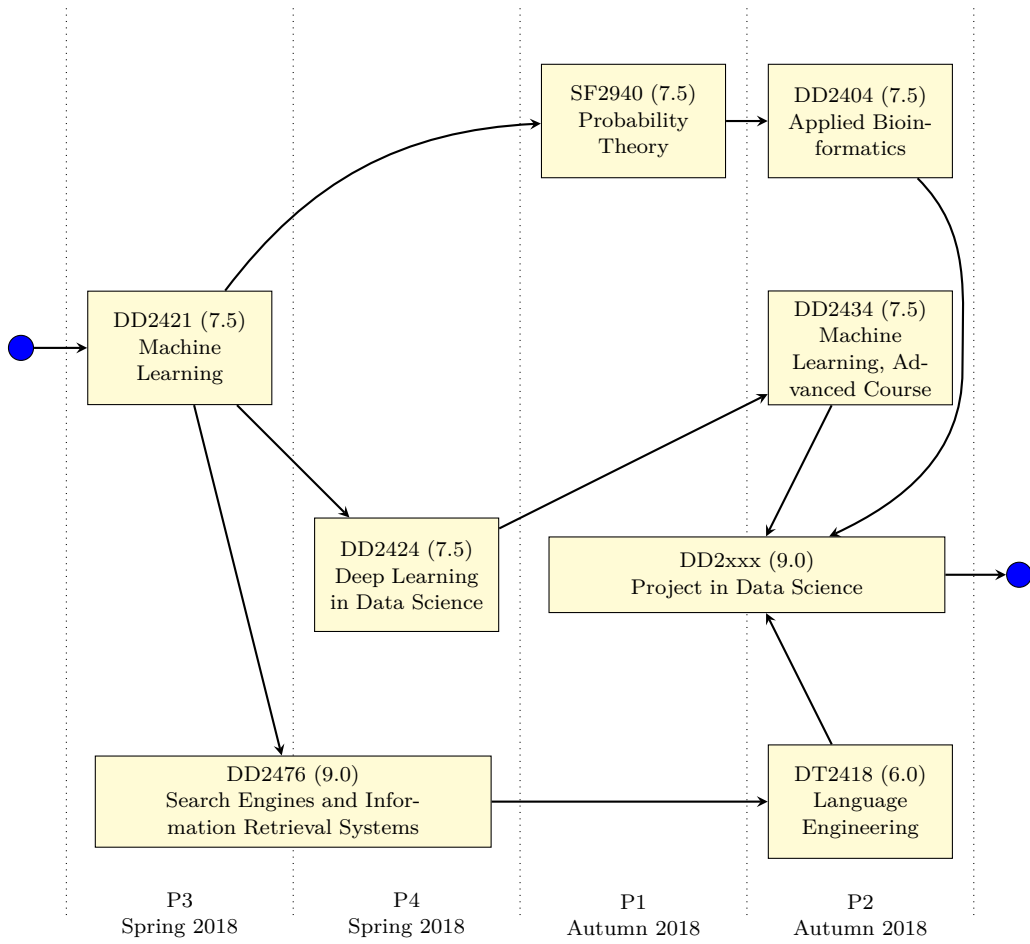 SF2940 (7.5)
Probability
Theory
DD2404 (7.5)
Applied Bioin-
formatics
DD2421 (7.5)
Machine
Learning
DD2434 (7.5)
Machine
Learning, Ad-
vanced Course
DD2424 (7.5)
Deep Learning
in Data Science
DD2xxx (9.0)
Project in Data Science
DD2476 (9.0)
Search Engines and Infor-
mation Retrieval Systems
DT2418 (6.0)
Language
Engineering
P3
Spring 2018
P4
Spring 2018
P1
Autumn 2018
P2
Autumn 2018